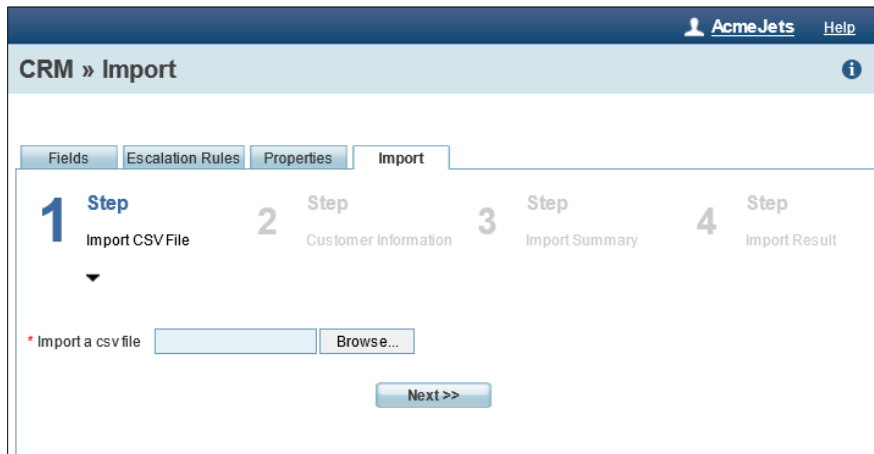 AcmeJets Help
CRM » Import
Fields Escalation Rules Properties Import
1 Step 2 Step 3 Step 4 Step
Import CSV File Customer Information Import Summary Import Result
* Import a csv file Browse...
Next >>